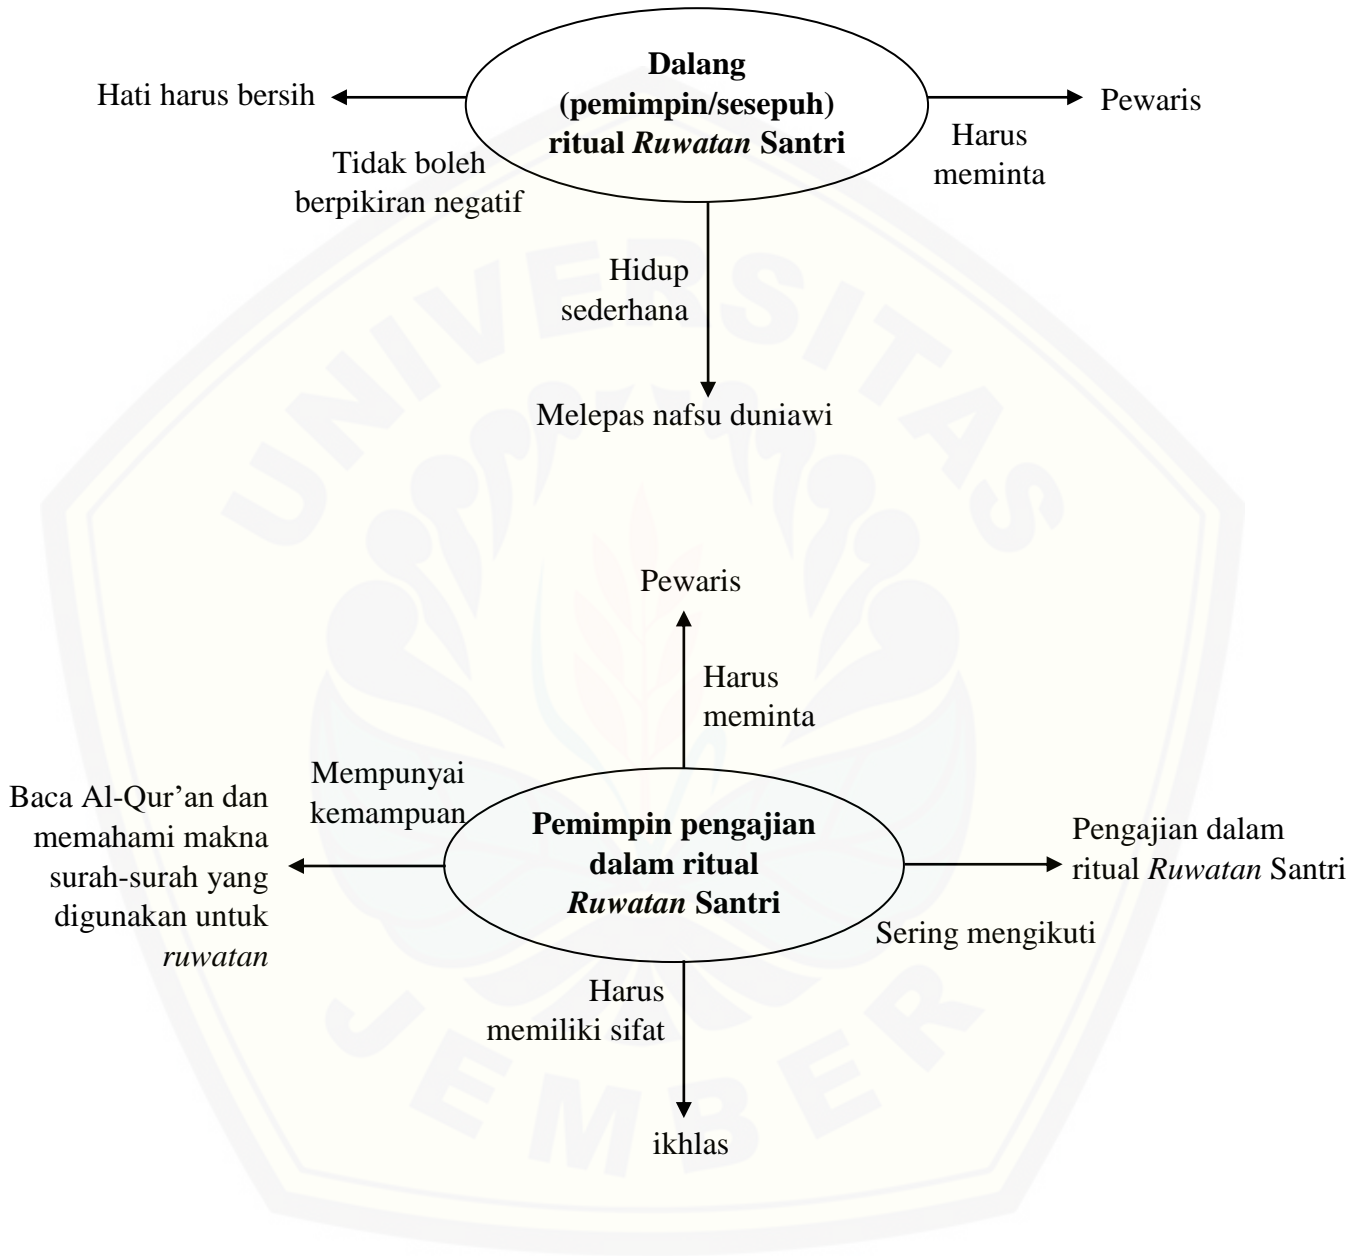 Dalang
(pemimpin/sesepuh)
ritual Ruwatan Santri
Hati harus bersih
Tidak boleh
berpikiran negatif
Pewaris
Harus
meminta
Hidup
sederhana
Melepas nafsu duniawi
Pewaris
Harus
meminta
Mempunyai
kemampuan
Baca Al-Qur’an dan
memahami makna
surah-surah yang
digunakan untuk
ruwatan
Pemimpin pengajian
dalam ritual
Ruwatan Santri
Pengajian dalam
ritual Ruwatan Santri
Sering mengikuti
Harus
memiliki sifat
ikhlas
UNIVERSITAS
JEMBER